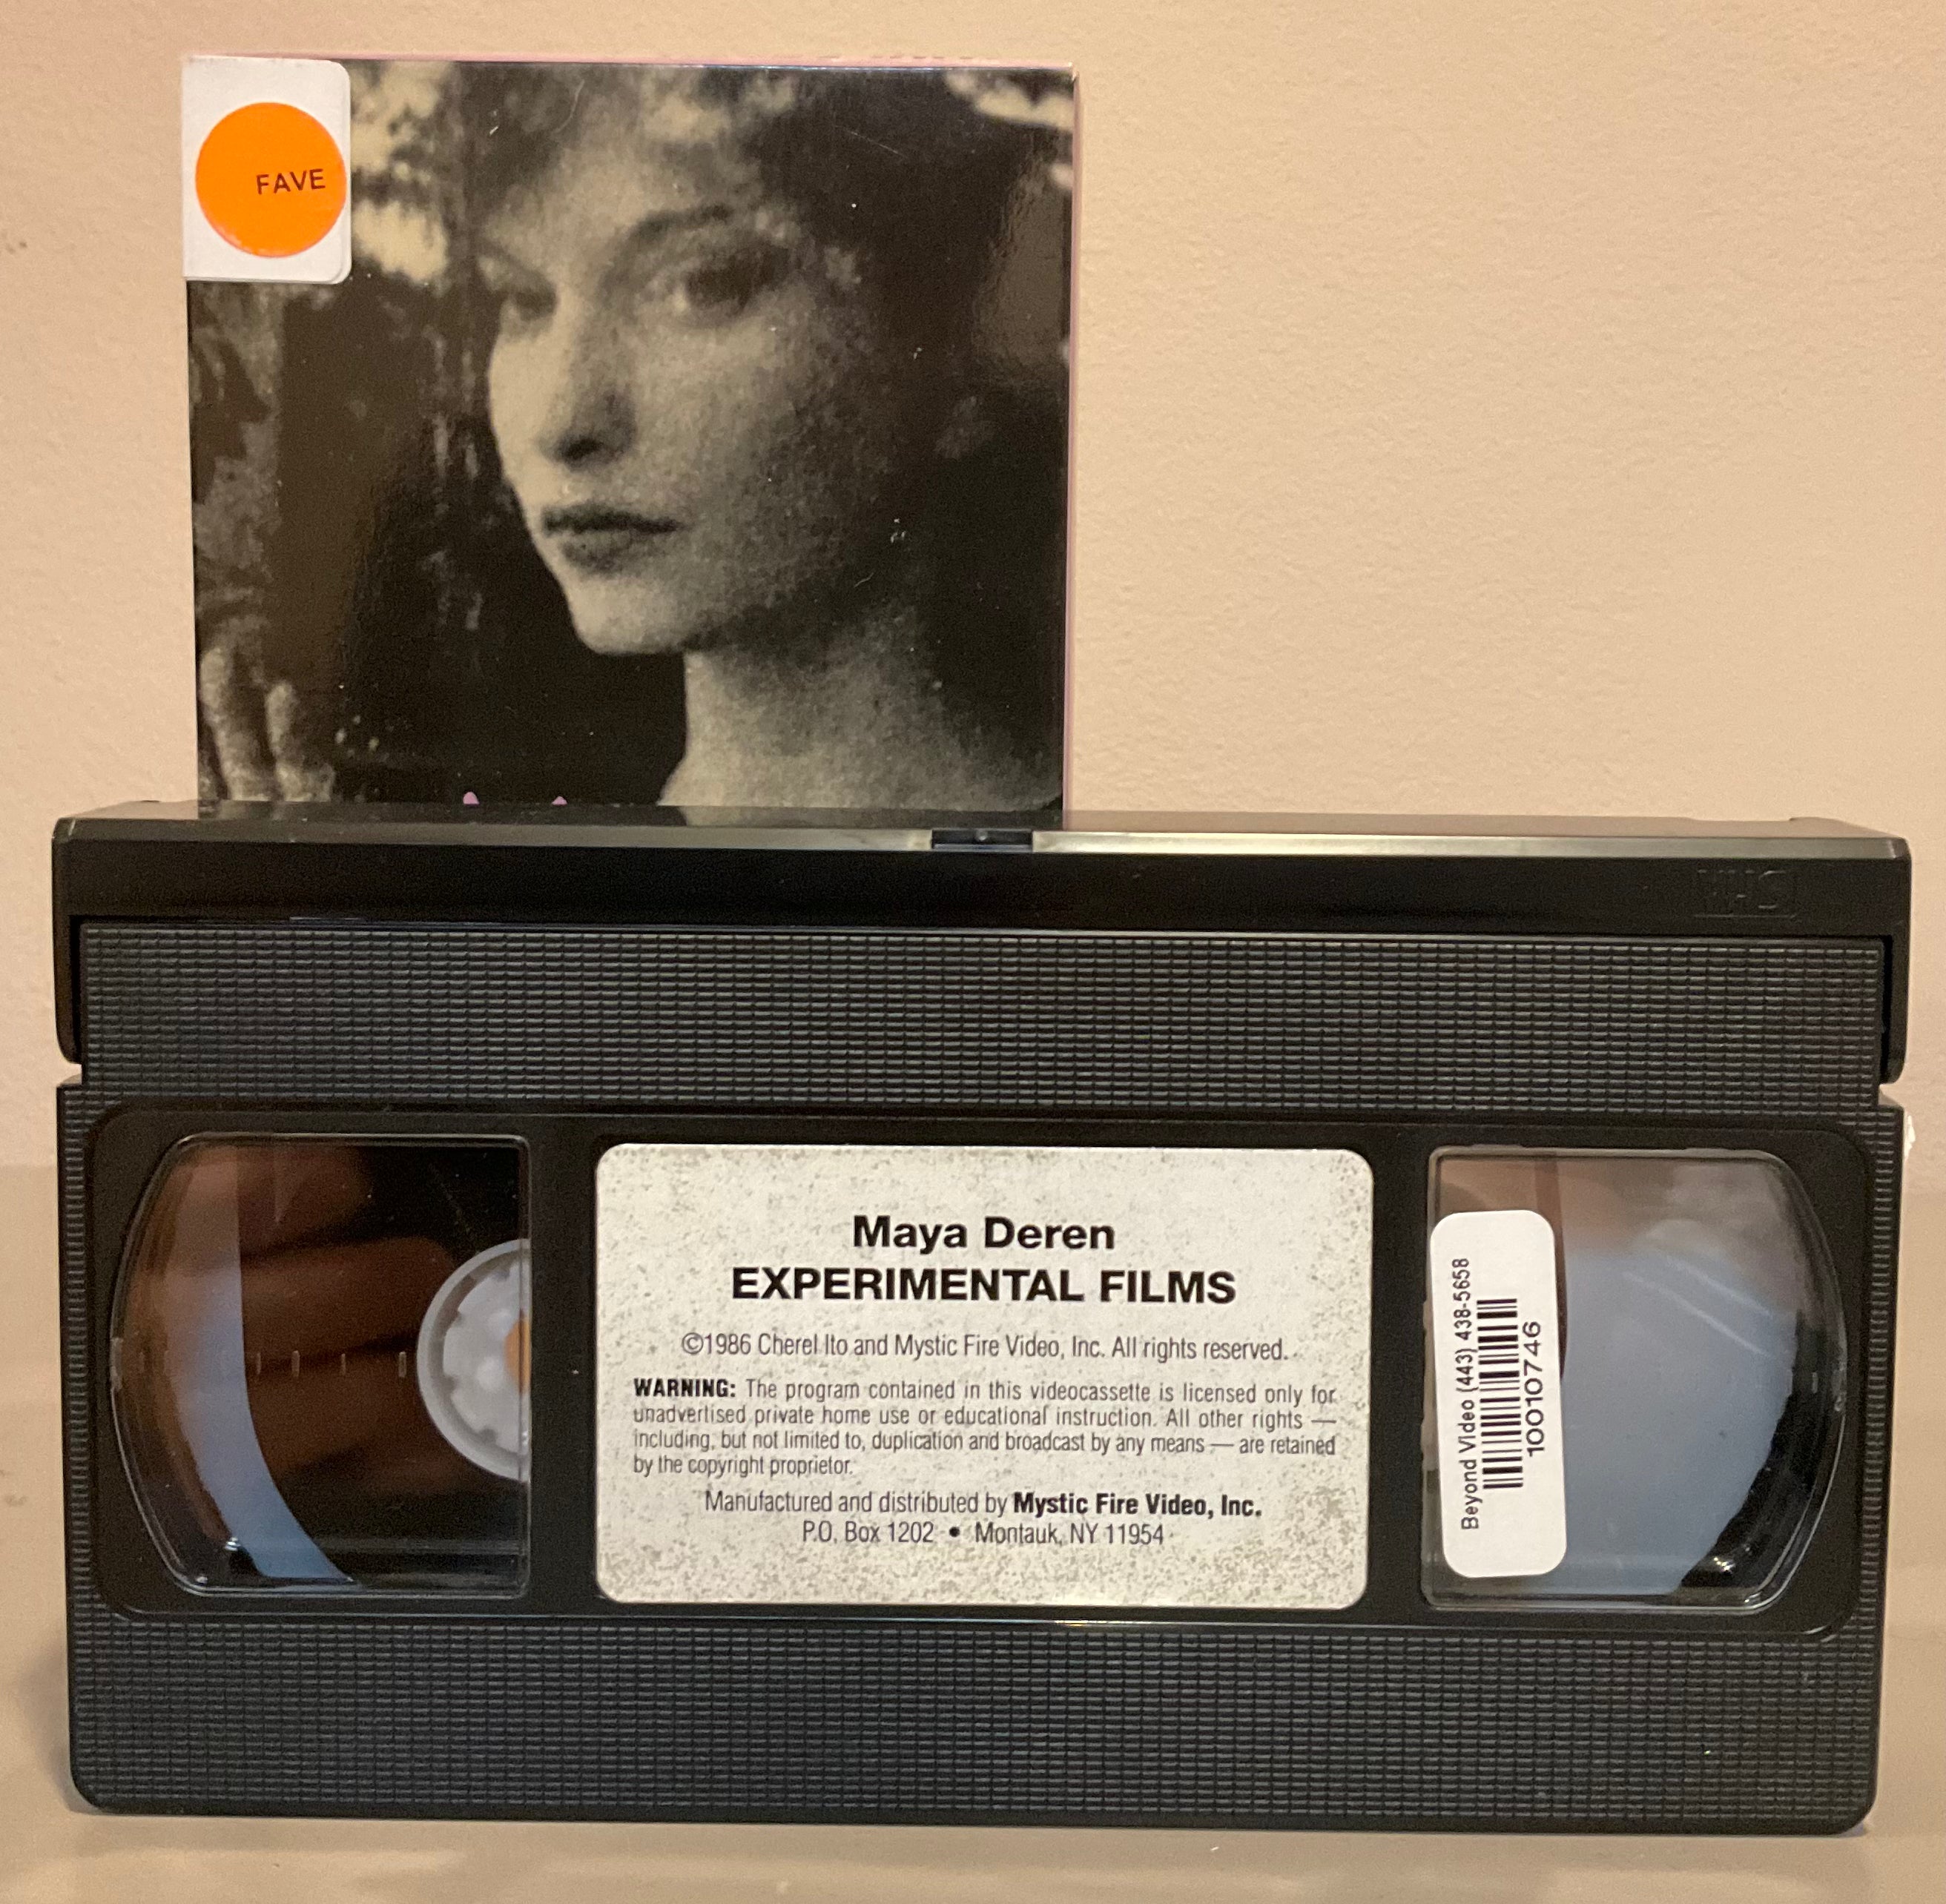 FAVE
VHS
Maya Deren
EXPERIMENTAL FILMS
©1986 Cherel Ito and Mystic Fire Video, Inc. All rights reserved.
WARNING: The program contained in this videocassette is licensed only for
unadvertised private home use or educational instruction. All other rights —
including, but not limited to, duplication and broadcast by any means — are retained
by the copyright proprietor.
Manufactured and distributed by Mystic Fire Video, Inc.
P.O. Box 1202 • Montauk, NY 11954
Beyond Video (443) 438-5658
10010746